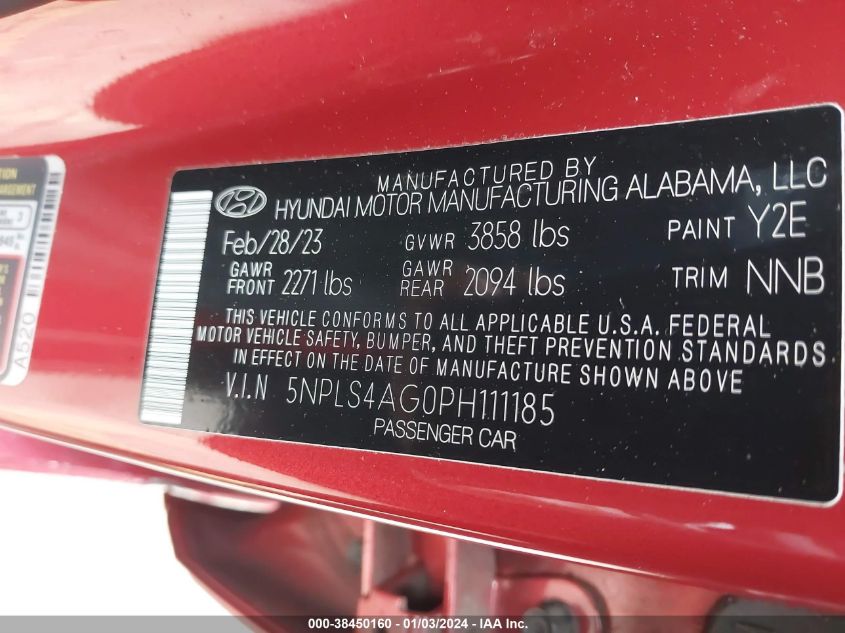 MANUFACTURED BY
HYUNDAI MOTOR MANUFACTURING ALABAMA, LLC
Feb/28/23 GVWR 3858 lbs PAINT Y2E
GAWR FRONT 2271 lbs GAWR REAR 2094 lbs TRIM NNB
THIS VEHICLE CONFORMS TO ALL APPLICABLE U.S.A. FEDERAL
MOTOR VEHICLE SAFETY, BUMPER, AND THEFT PREVENTION STANDARDS
IN EFFECT ON THE DATE OF MANUFACTURE SHOWN ABOVE
V.I.N 5NPLS4AG0PH111185
PASSENGER CAR
A520
000-38450160 - 01/03/2024 - IAA Inc.